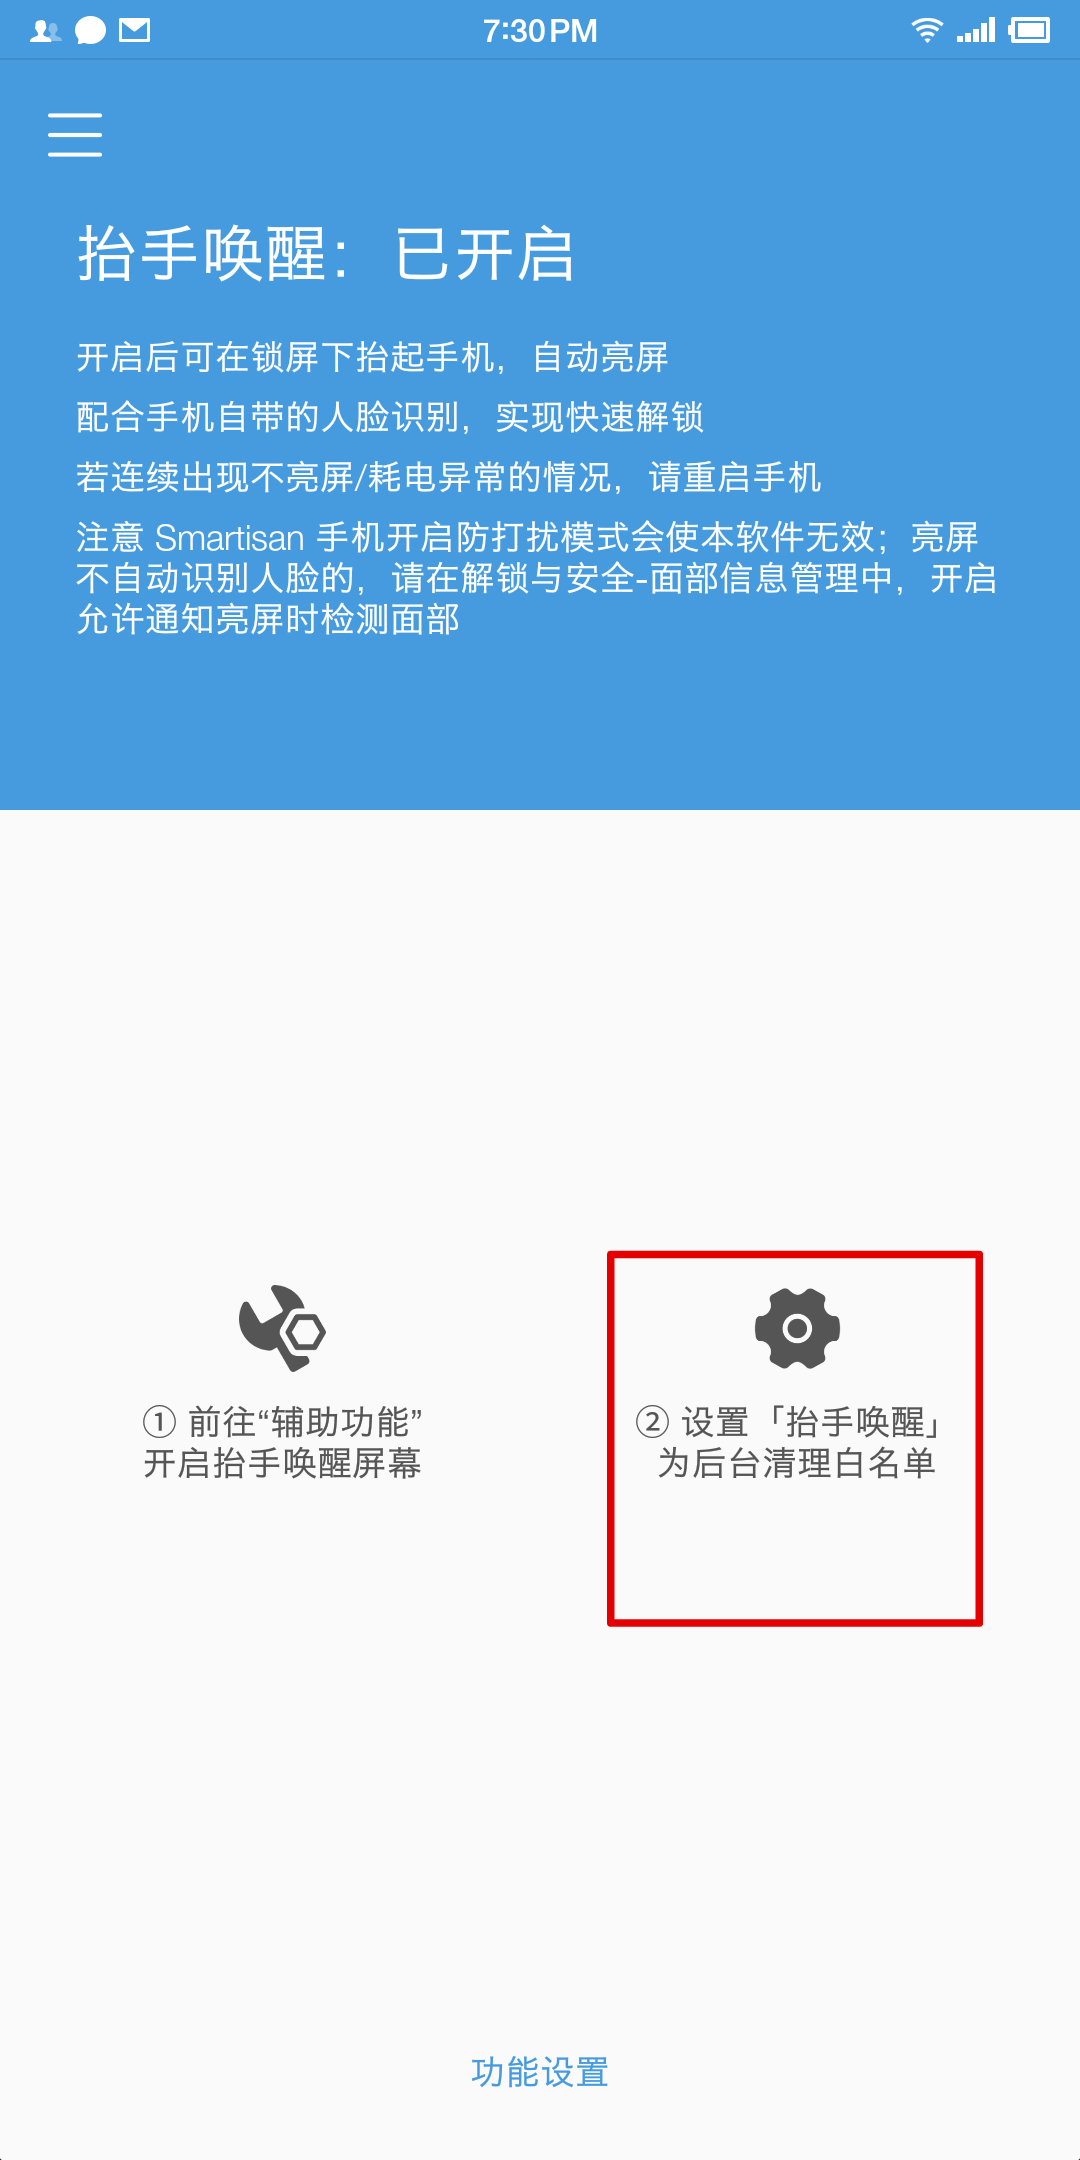 7:30 PM
抬手唤醒：已开启
开启后可在锁屏下抬起手机，自动亮屏
配合手机自带的人脸识别，实现快速解锁
若连续出现不亮屏/耗电异常的情况，请重启手机
注意 Smartisan 手机开启防打扰模式会使本软件无效；亮屏
不自动识别人脸的，请在解锁与安全-面部信息管理中，开启
允许通知亮屏时检测面部
① 前往“辅助功能”
开启抬手唤醒屏幕
② 设置「抬手唤醒」
为后台清理白名单
功能设置